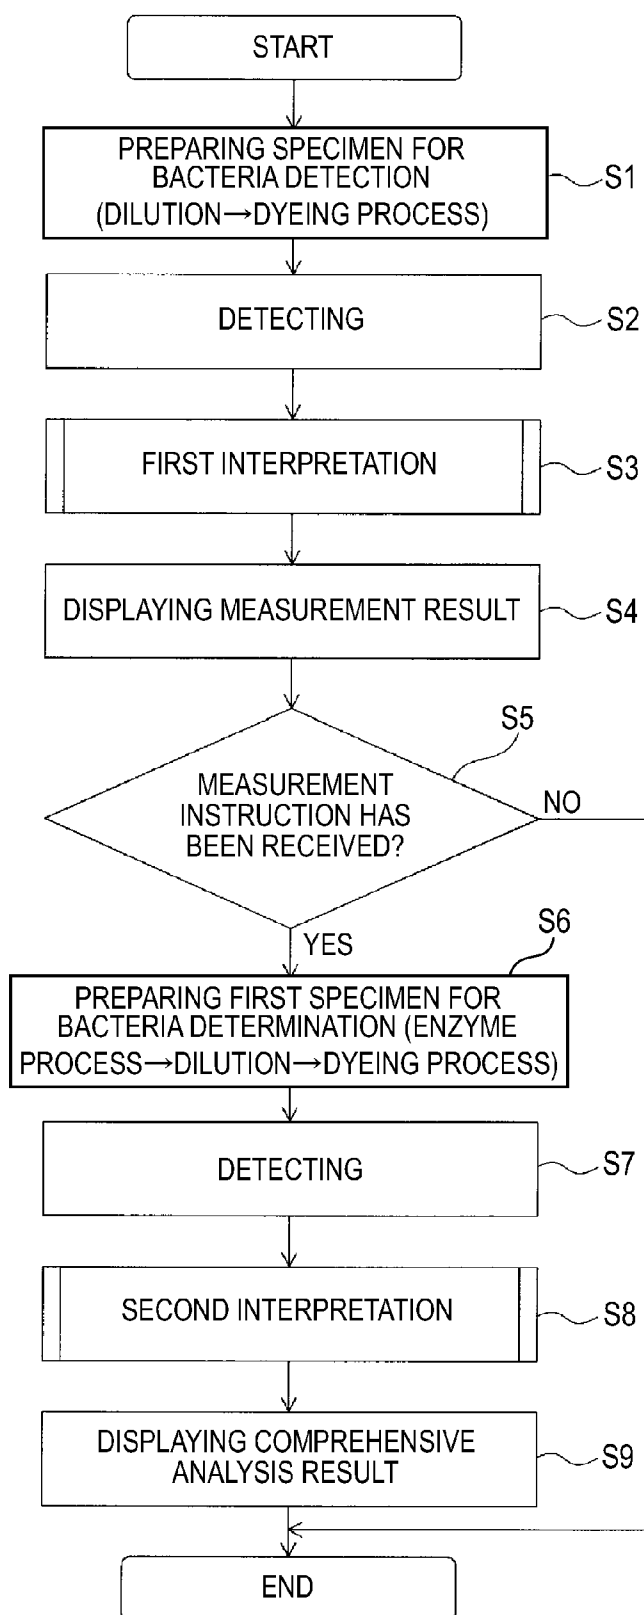 START
PREPARING SPECIMEN FOR
BACTERIA DETECTION
(DILUTION→DYEING PROCESS)
S1
DETECTING
S2
FIRST INTERPRETATION
S3
DISPLAYING MEASUREMENT RESULT
S4
S5
MEASUREMENT
INSTRUCTION HAS
BEEN RECEIVED?
NO
YES
S6
PREPARING FIRST SPECIMEN FOR
BACTERIA DETERMINATION (ENZYME
PROCESS→DILUTION→DYEING PROCESS)
DETECTING
S7
SECOND INTERPRETATION
S8
DISPLAYING COMPREHENSIVE
ANALYSIS RESULT
S9
END